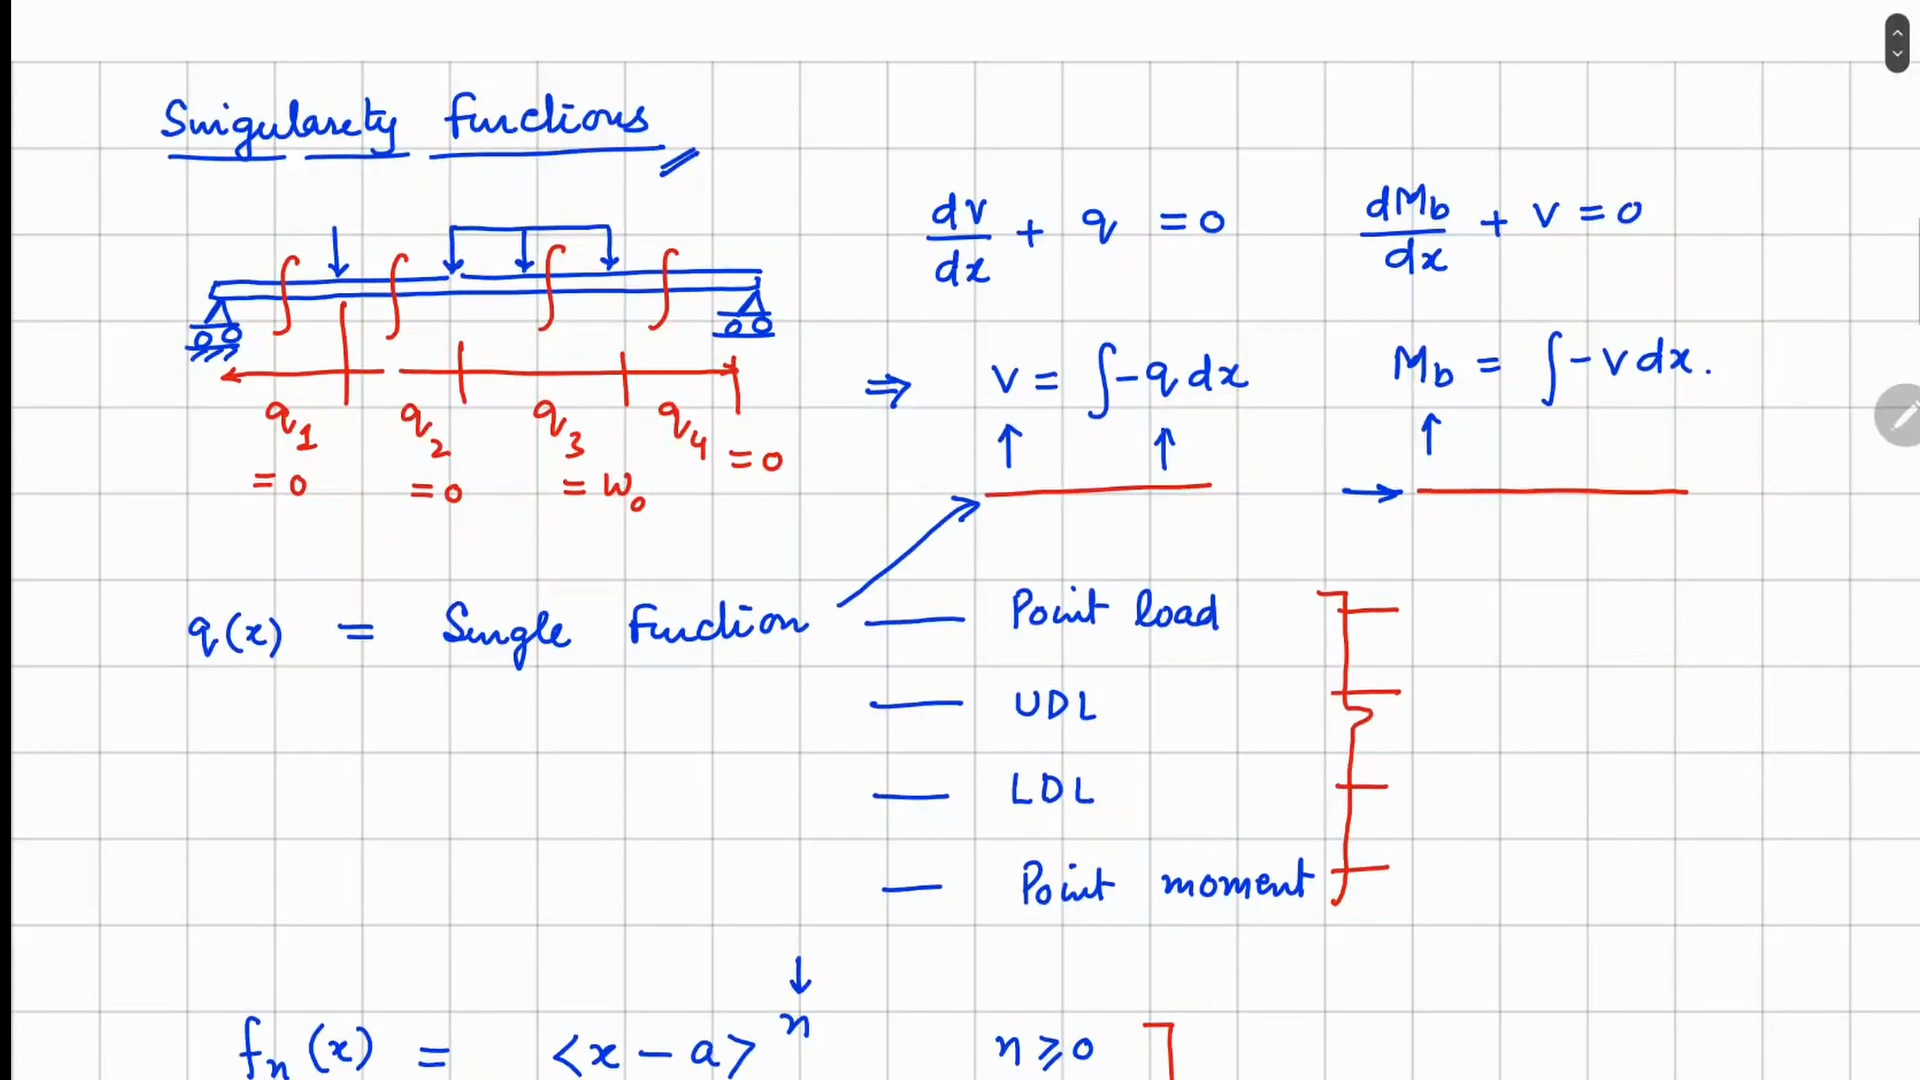 Singularity Functions
dV/dx + q = 0
dMb/dx + V = 0
⇒ V = ∫-q dx
Mb = ∫-V dx.
q1 = 0
q2 = 0
q3 = w0
q4 = 0
q(x) = Single Function
— Point load
— UDL
— LDL
— Point moment
fn(x) = <x - a>^n n ≥ 0